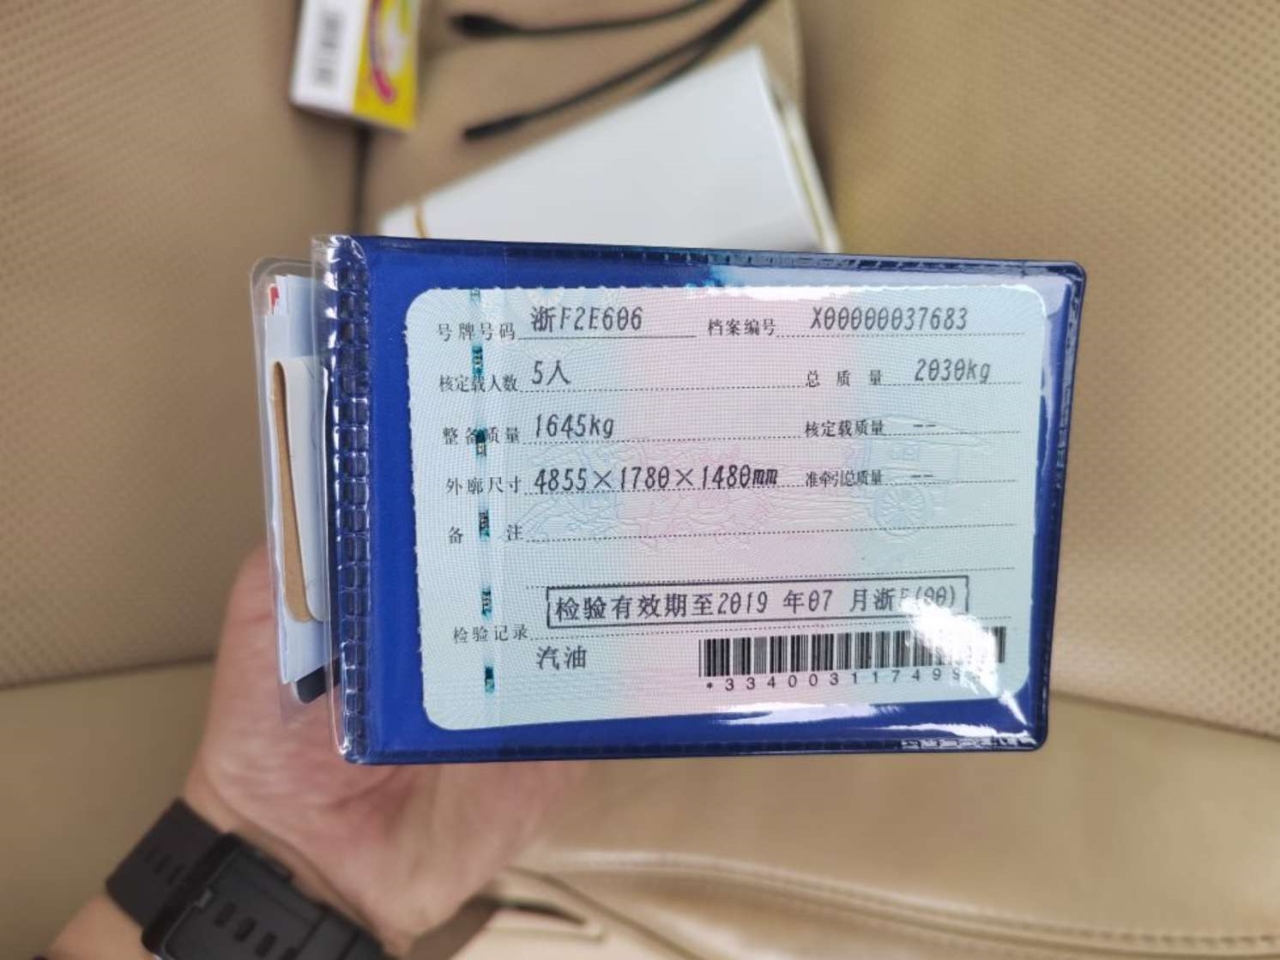 号牌号码 浙F2E606 档案编号 X00000037683
核定载人数 5人 总质量 2030kg
整备质量 1645kg 核定载质量 --
外廓尺寸 4855×1780×1480mm 准牵引总质量 --
备注
检验有效期至2019 年07 月浙F(00)
检验记录
汽油
*334003117499